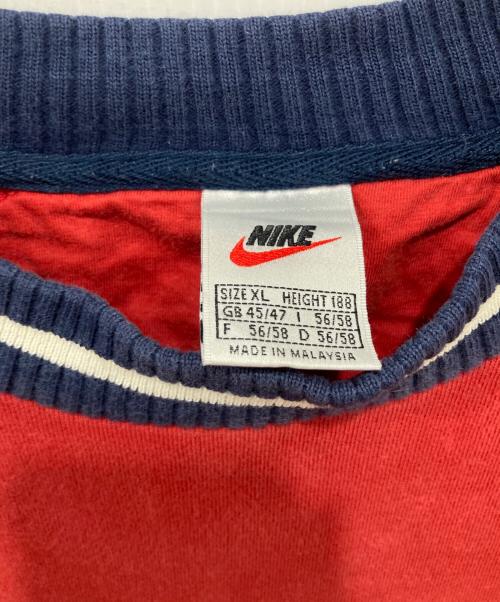 NIKE
SIZE XL HEIGHT 188
GB 45/47 I 56/58
F 56/58 D 56/58
MADE IN MALAYSIA